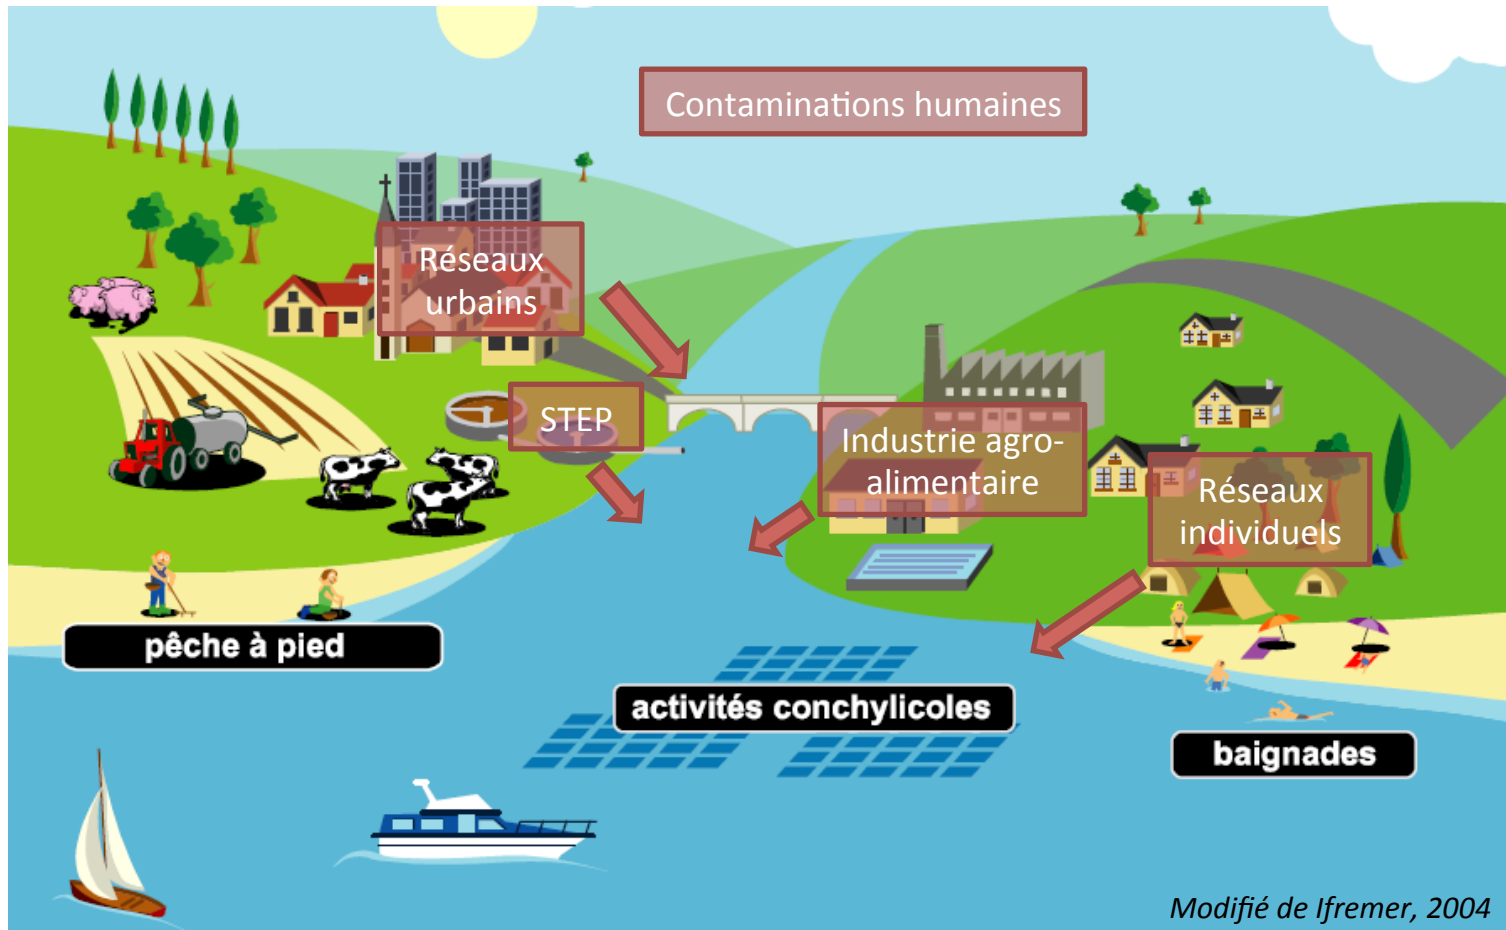 Contaminations humaines
Réseaux
urbains
STEP
Industrie agro-
alimentaire
Réseaux
individuels
pêche à pied
activités conchylicoles
baignades
Modifié de Ifremer, 2004